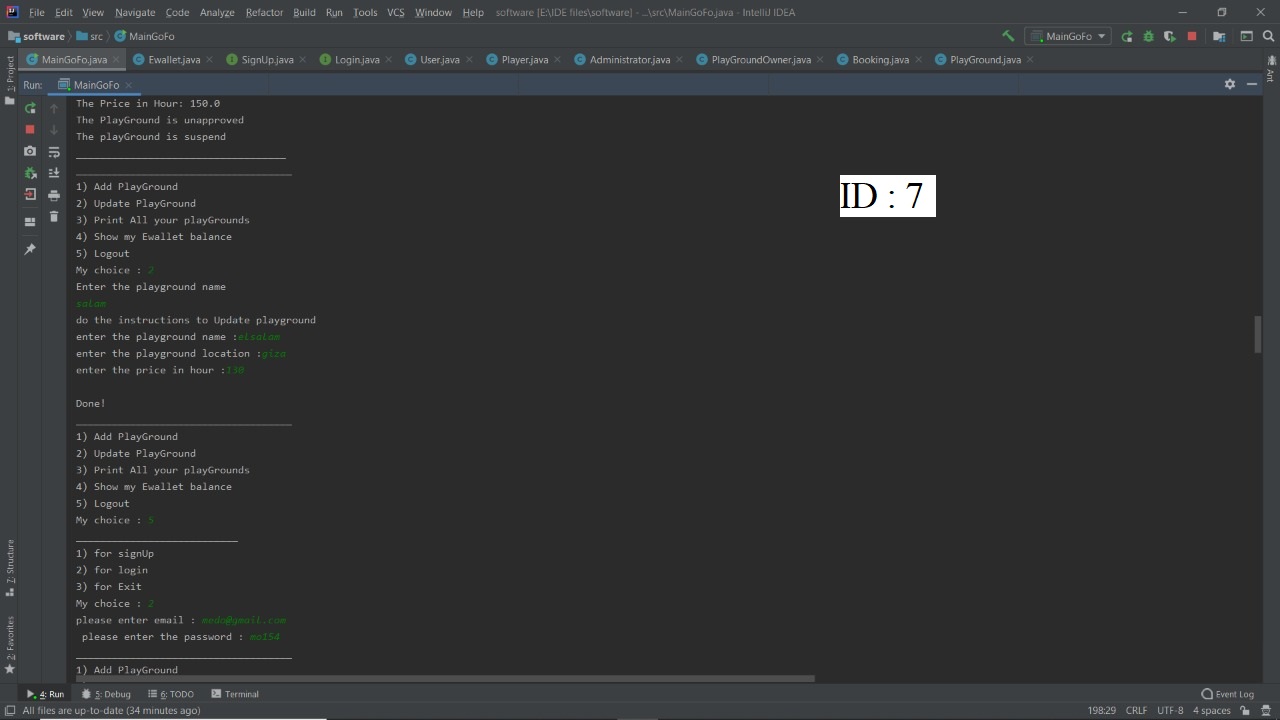 File Edit View Navigate Code Analyze Refactor Build Run Tools VCS Window Help software [E:\IDE files\software] - ...\src\MainGoFo.java - IntelliJ IDEA
software src MainGoFo MainGoFo
MainGoFo.java Ewallet.java SignUp.java Login.java User.java Player.java Administrator.java PlayGroundOwner.java Booking.java PlayGround.java
1: Project
Ant
Run: MainGoFo
The Price in Hour: 150.0
The PlayGround is unapproved
The playGround is suspend
___________________________________
____________________________________
1) Add PlayGround
2) Update PlayGround
3) Print All your playGrounds
4) Show my Ewallet balance
5) Logout
My choice : 2
Enter the playground name
salam
do the instructions to Update playground
enter the playground name :elsalam
enter the playground location :giza
enter the price in hour :130
Done!
____________________________________
1) Add PlayGround
2) Update PlayGround
3) Print All your playGrounds
4) Show my Ewallet balance
5) Logout
My choice : 5
___________________________
1) for signUp
2) for login
3) for Exit
My choice : 2
please enter email : medo@gmail.com
please enter the password : mo154
____________________________________
1) Add PlayGround
ID : 7
7: Structure
2: Favorites
4: Run 5: Debug 6: TODO Terminal Event Log
All files are up-to-date (34 minutes ago) 198:29 CRLF UTF-8 4 spaces